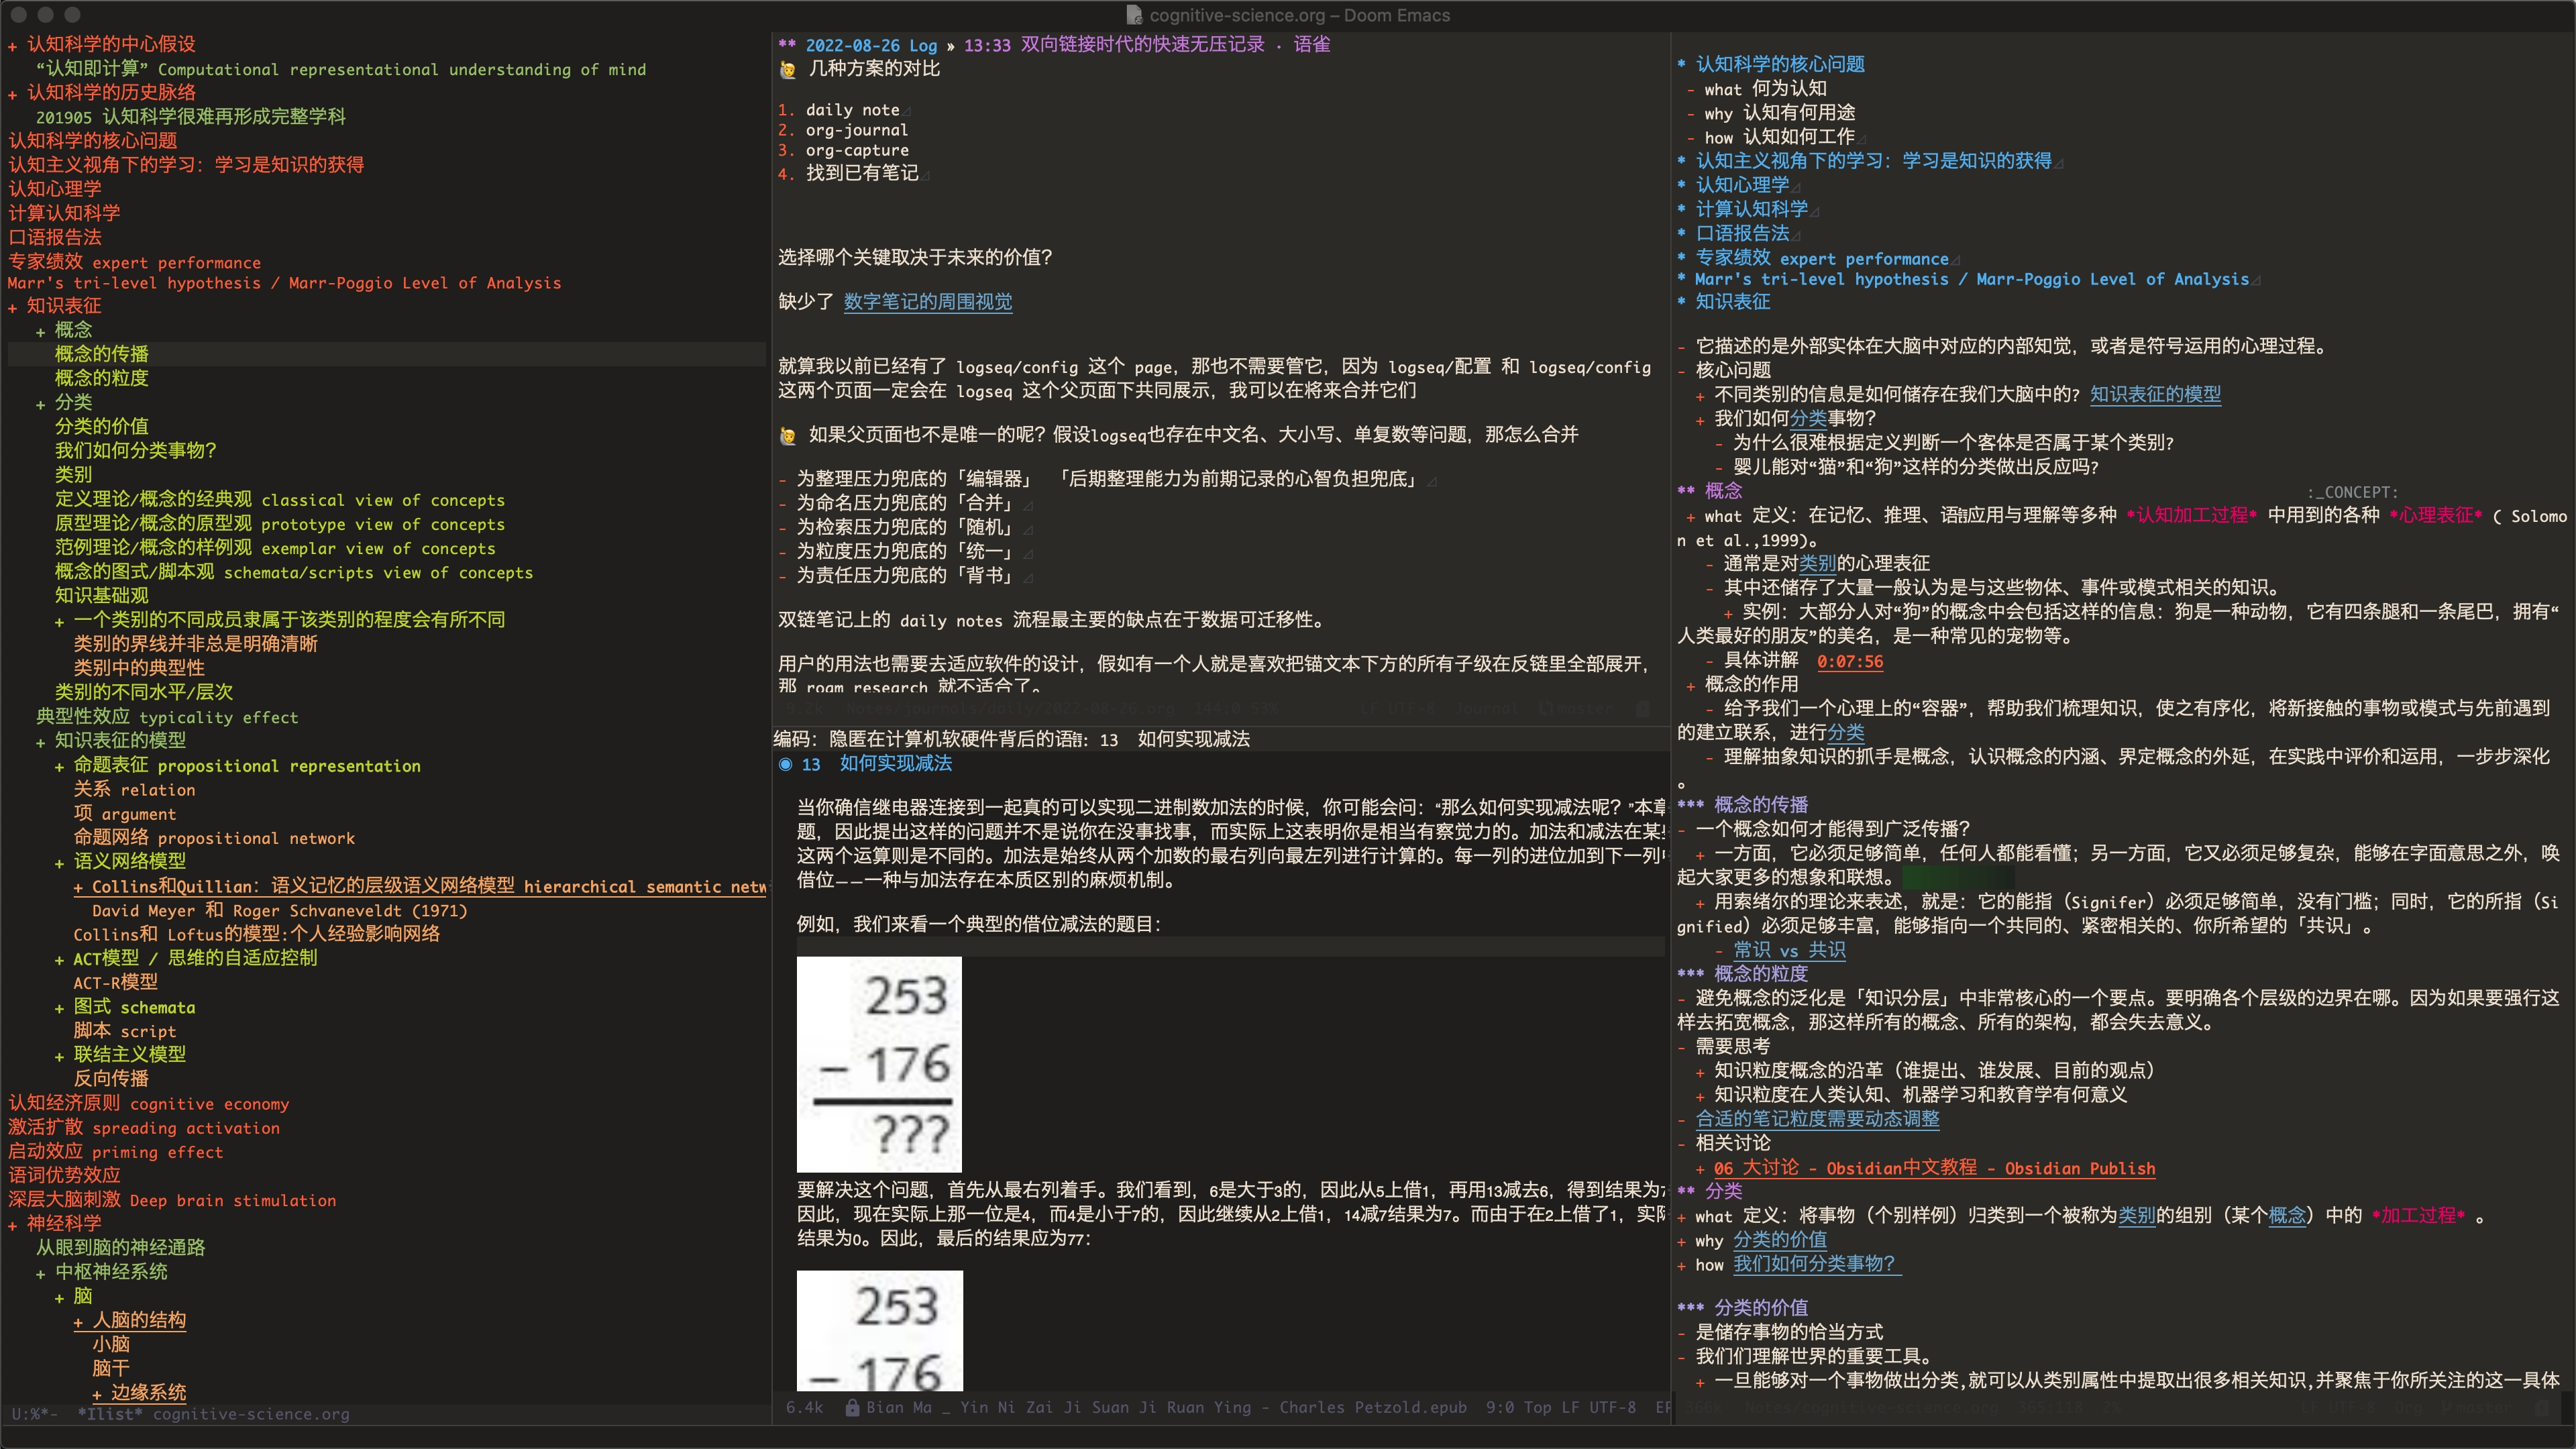 cognitive-science.org – Doom Emacs
+ 认知科学的中心假设
“认知即计算” Computational representational understanding of mind
+ 认知科学的历史脉络
201905 认知科学很难再形成完整学科
认知科学的核心问题
认知主义视角下的学习：学习是知识的获得
认知心理学
计算认知科学
口语报告法
专家绩效 expert performance
Marr's tri-level hypothesis / Marr-Poggio Level of Analysis
+ 知识表征
+ 概念
概念的传播
概念的粒度
+ 分类
分类的价值
我们如何分类事物？
类别
定义理论/概念的经典观 classical view of concepts
原型理论/概念的原型观 prototype view of concepts
范例理论/概念的样例观 exemplar view of concepts
概念的图式/脚本观 schemata/scripts view of concepts
知识基础观
+ 一个类别的不同成员隶属于该类别的程度会有所不同
类别的界线并非总是明确清晰
类别中的典型性
类别的不同水平/层次
典型性效应 typicality effect
+ 知识表征的模型
+ 命题表征 propositional representation
关系 relation
项 argument
命题网络 propositional network
+ 语义网络模型
+ Collins和Quillian：语义记忆的层级语义网络模型 hierarchical semantic netw
David Meyer 和 Roger Schvaneveldt (1971)
Collins和 Loftus的模型:个人经验影响网络
+ ACT模型 / 思维的自适应控制
ACT-R模型
+ 图式 schemata
脚本 script
+ 联结主义模型
反向传播
认知经济原则 cognitive economy
激活扩散 spreading activation
启动效应 priming effect
语词优势效应
深层大脑刺激 Deep brain stimulation
+ 神经科学
从眼到脑的神经通路
+ 中枢神经系统
+ 脑
+ 人脑的结构
小脑
脑干
+ 边缘系统
U:%*- *Ilist* cognitive-science.org
** 2022-08-26 Log » 13:33 双向链接时代的快速无压记录 · 语雀
🙋 几种方案的对比
1. daily note
2. org-journal
3. org-capture
4. 找到已有笔记
选择哪个关键取决于未来的价值？
缺少了 数字笔记的周围视觉
就算我以前已经有了 logseq/config 这个 page，那也不需要管它，因为 logseq/配置 和 logseq/config
这两个页面一定会在 logseq 这个父页面下共同展示，我可以在将来合并它们
🙋 如果父页面也不是唯一的呢？假设logseq也存在中文名、大小写、单复数等问题，那怎么合并
- 为整理压力兜底的「编辑器」 「后期整理能力为前期记录的心智负担兜底」
- 为命名压力兜底的「合并」
- 为检索压力兜底的「随机」
- 为粒度压力兜底的「统一」
- 为责任压力兜底的「背书」
双链笔记上的 daily notes 流程最主要的缺点在于数据可迁移性。
用户的用法也需要去适应软件的设计，假如有一个人就是喜欢把锚文本下方的所有子级在反链里全部展开，
那 roam research 就不适合了。
9.2k Notes/journals/daily/2022-08-26.org 144:0 53% LF UTF-8 Journal master
编码：隐匿在计算机软硬件背后的语言：13 如何实现减法
◉ 13 如何实现减法
当你确信继电器连接到一起真的可以实现二进制数加法的时候，你可能会问：“那么如何实现减法呢？”本章
题，因此提出这样的问题并不是说你在没事找事，而实际上这表明你是相当有察觉力的。加法和减法在某
这两个运算则是不同的。加法是始终从两个加数的最右列向最左列进行计算的。每一列的进位加到下一列
借位——一种与加法存在本质区别的麻烦机制。
例如，我们来看一个典型的借位减法的题目：
253
– 176
???
要解决这个问题，首先从最右列着手。我们看到，6是大于3的，因此从5上借1，再用13减去6，得到结果为7
因此，现在实际上那一位是4，而4是小于7的，因此继续从2上借1，14减7结果为7。而由于在2上借了1，实际
结果为0。因此，最后的结果应为77：
253
– 176
6.4k Bian Ma _ Yin Ni Zai Ji Suan Ji Ruan Ying - Charles Petzold.epub 9:0 Top LF UTF-8 EP
* 认知科学的核心问题
- what 何为认知
- why 认知有何用途
- how 认知如何工作
* 认知主义视角下的学习：学习是知识的获得
* 认知心理学
* 计算认知科学
* 口语报告法
* 专家绩效 expert performance
* Marr's tri-level hypothesis / Marr-Poggio Level of Analysis
* 知识表征
- 它描述的是外部实体在大脑中对应的内部知觉，或者是符号运用的心理过程。
- 核心问题
+ 不同类别的信息是如何储存在我们大脑中的？知识表征的模型
+ 我们如何分类事物？
- 为什么很难根据定义判断一个客体是否属于某个类别？
- 婴儿能对“猫”和“狗”这样的分类做出反应吗？
** 概念 :_CONCEPT:
+ what 定义：在记忆、推理、语言应用与理解等多种 *认知加工过程* 中用到的各种 *心理表征* ( Solomo
n et al.,1999)。
- 通常是对类别的心理表征
- 其中还储存了大量一般认为是与这些物体、事件或模式相关的知识。
+ 实例：大部分人对“狗”的概念中会包括这样的信息：狗是一种动物，它有四条腿和一条尾巴，拥有“
人类最好的朋友”的美名，是一种常见的宠物等。
- 具体讲解 0:07:56
+ 概念的作用
- 给予我们一个心理上的“容器”，帮助我们梳理知识，使之有序化，将新接触的事物或模式与先前遇到
的建立联系，进行分类
- 理解抽象知识的抓手是概念，认识概念的内涵、界定概念的外延，在实践中评价和运用，一步步深化
。
*** 概念的传播
- 一个概念如何才能得到广泛传播？
+ 一方面，它必须足够简单，任何人都能看懂；另一方面，它又必须足够复杂，能够在字面意思之外，唤
起大家更多的想象和联想。
+ 用索绪尔的理论来表述，就是：它的能指（Signifer）必须足够简单，没有门槛；同时，它的所指（Si
gnified）必须足够丰富，能够指向一个共同的、紧密相关的、你所希望的「共识」。
- 常识 vs 共识
*** 概念的粒度
- 避免概念的泛化是「知识分层」中非常核心的一个要点。要明确各个层级的边界在哪。因为如果要强行这
样去拓宽概念，那这样所有的概念、所有的架构，都会失去意义。
- 需要思考
+ 知识粒度概念的沿革（谁提出、谁发展、目前的观点）
+ 知识粒度在人类认知、机器学习和教育学有何意义
- 合适的笔记粒度需要动态调整
- 相关讨论
+ 06 大讨论 - Obsidian中文教程 - Obsidian Publish
** 分类
+ what 定义：将事物（个别样例）归类到一个被称为类别的组别（某个概念）中的 *加工过程* 。
+ why 分类的价值
+ how 我们如何分类事物？
*** 分类的价值
- 是储存事物的恰当方式
- 我们们理解世界的重要工具。
+ 一旦能够对一个事物做出分类,就可以从类别属性中提取出很多相关知识,并聚焦于你所关注的这一具体